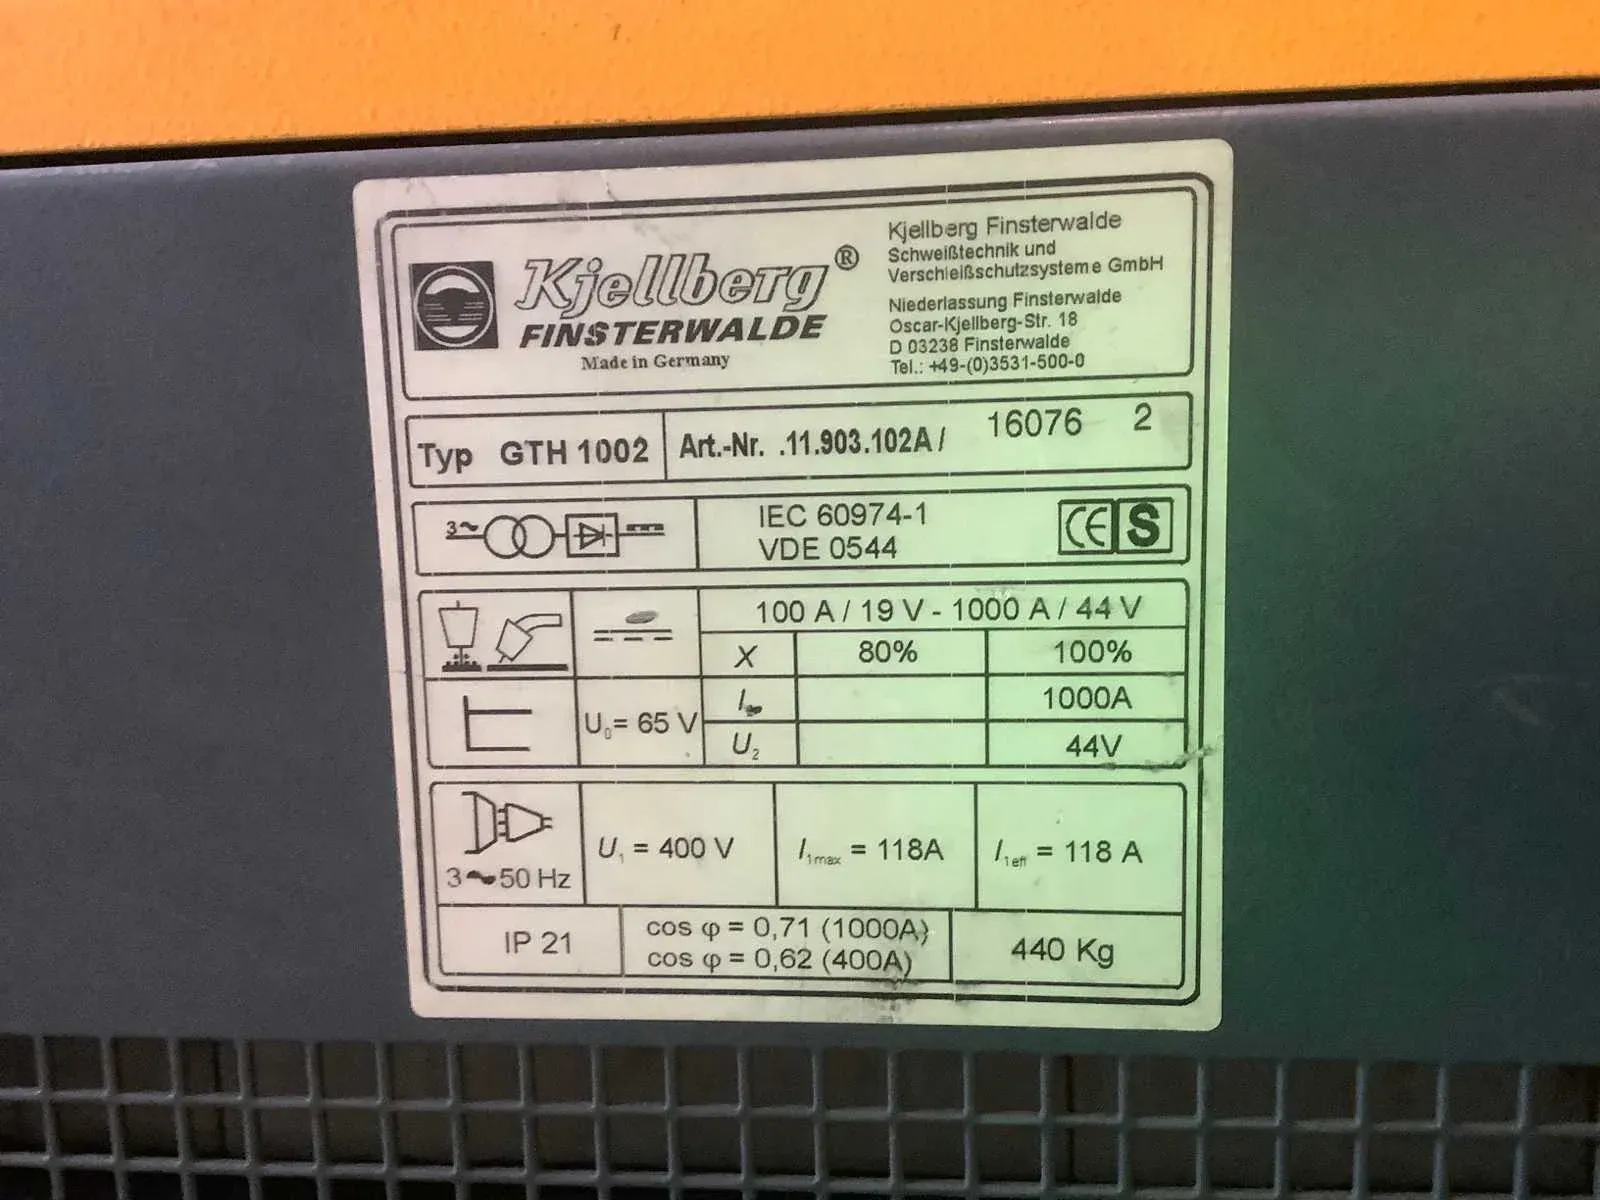 Kjellberg®
FINSTERWALDE
Made in Germany
Kjellberg Finsterwalde
Schweißtechnik und
Verschleißschutzsysteme GmbH
Niederlassung Finsterwalde
Oscar-Kjellberg-Str. 18
D 03238 Finsterwalde
Tel.: +49-(0)3531-500-0
Typ GTH 1002
Art.-Nr. .11.903.102A / 16076 2
3~
IEC 60974-1
VDE 0544
CE S
100 A / 19 V - 1000 A / 44 V
X 80% 100%
I 1000A
U₀= 65 V
U₂ 44V
3~50 Hz
U₁ = 400 V
I₁max = 118A
I₁eff = 118 A
IP 21
cos φ = 0,71 (1000A)
cos φ = 0,62 (400A)
440 Kg